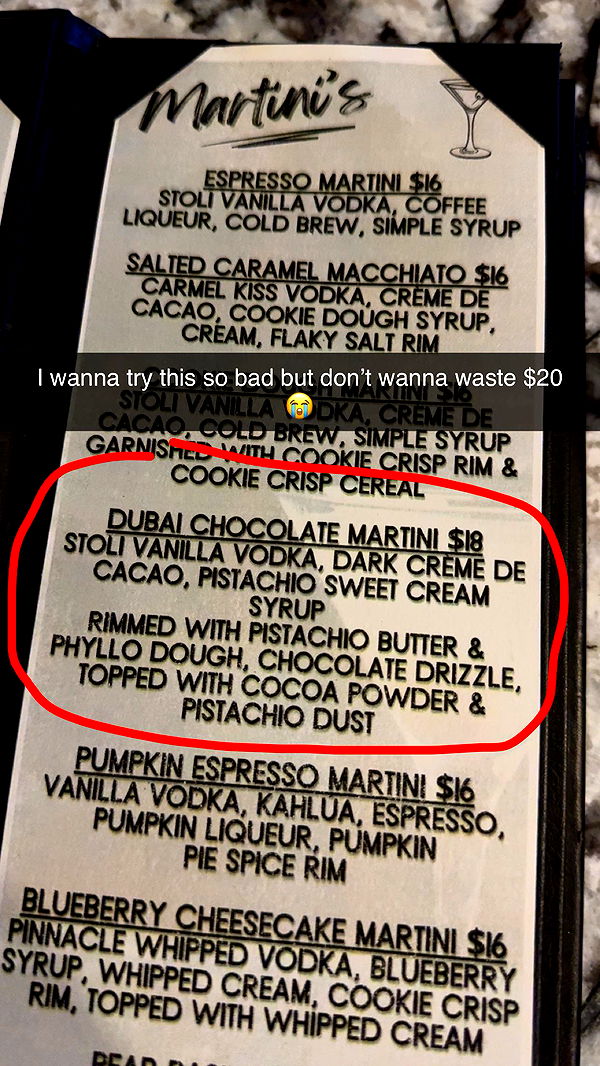 Martini's
ESPRESSO MARTINI $16
STOLI VANILLA VODKA, COFFEE
LIQUEUR, COLD BREW, SIMPLE SYRUP
SALTED CARAMEL MACCHIATO $16
CARMEL KISS VODKA, CRÈME DE
CACAO, COOKIE DOUGH SYRUP,
CREAM, FLAKY SALT RIM
I wanna try this so bad but don't wanna waste $20
😭
DOUGH MARTINI $16
STOLI VANILLA VODKA, CRÈME DE
CACAO, COLD BREW, SIMPLE SYRUP
GARNISHED WITH COOKIE CRISP RIM &
COOKIE CRISP CEREAL
DUBAI CHOCOLATE MARTINI $18
STOLI VANILLA VODKA, DARK CRÈME DE
CACAO, PISTACHIO SWEET CREAM
SYRUP
RIMMED WITH PISTACHIO BUTTER &
PHYLLO DOUGH, CHOCOLATE DRIZZLE,
TOPPED WITH COCOA POWDER &
PISTACHIO DUST
PUMPKIN ESPRESSO MARTINI $16
VANILLA VODKA, KAHLUA, ESPRESSO,
PUMPKIN LIQUEUR, PUMPKIN
PIE SPICE RIM
BLUEBERRY CHEESECAKE MARTINI $16
PINNACLE WHIPPED VODKA, BLUEBERRY
SYRUP, WHIPPED CREAM, COOKIE CRISP
RIM, TOPPED WITH WHIPPED CREAM